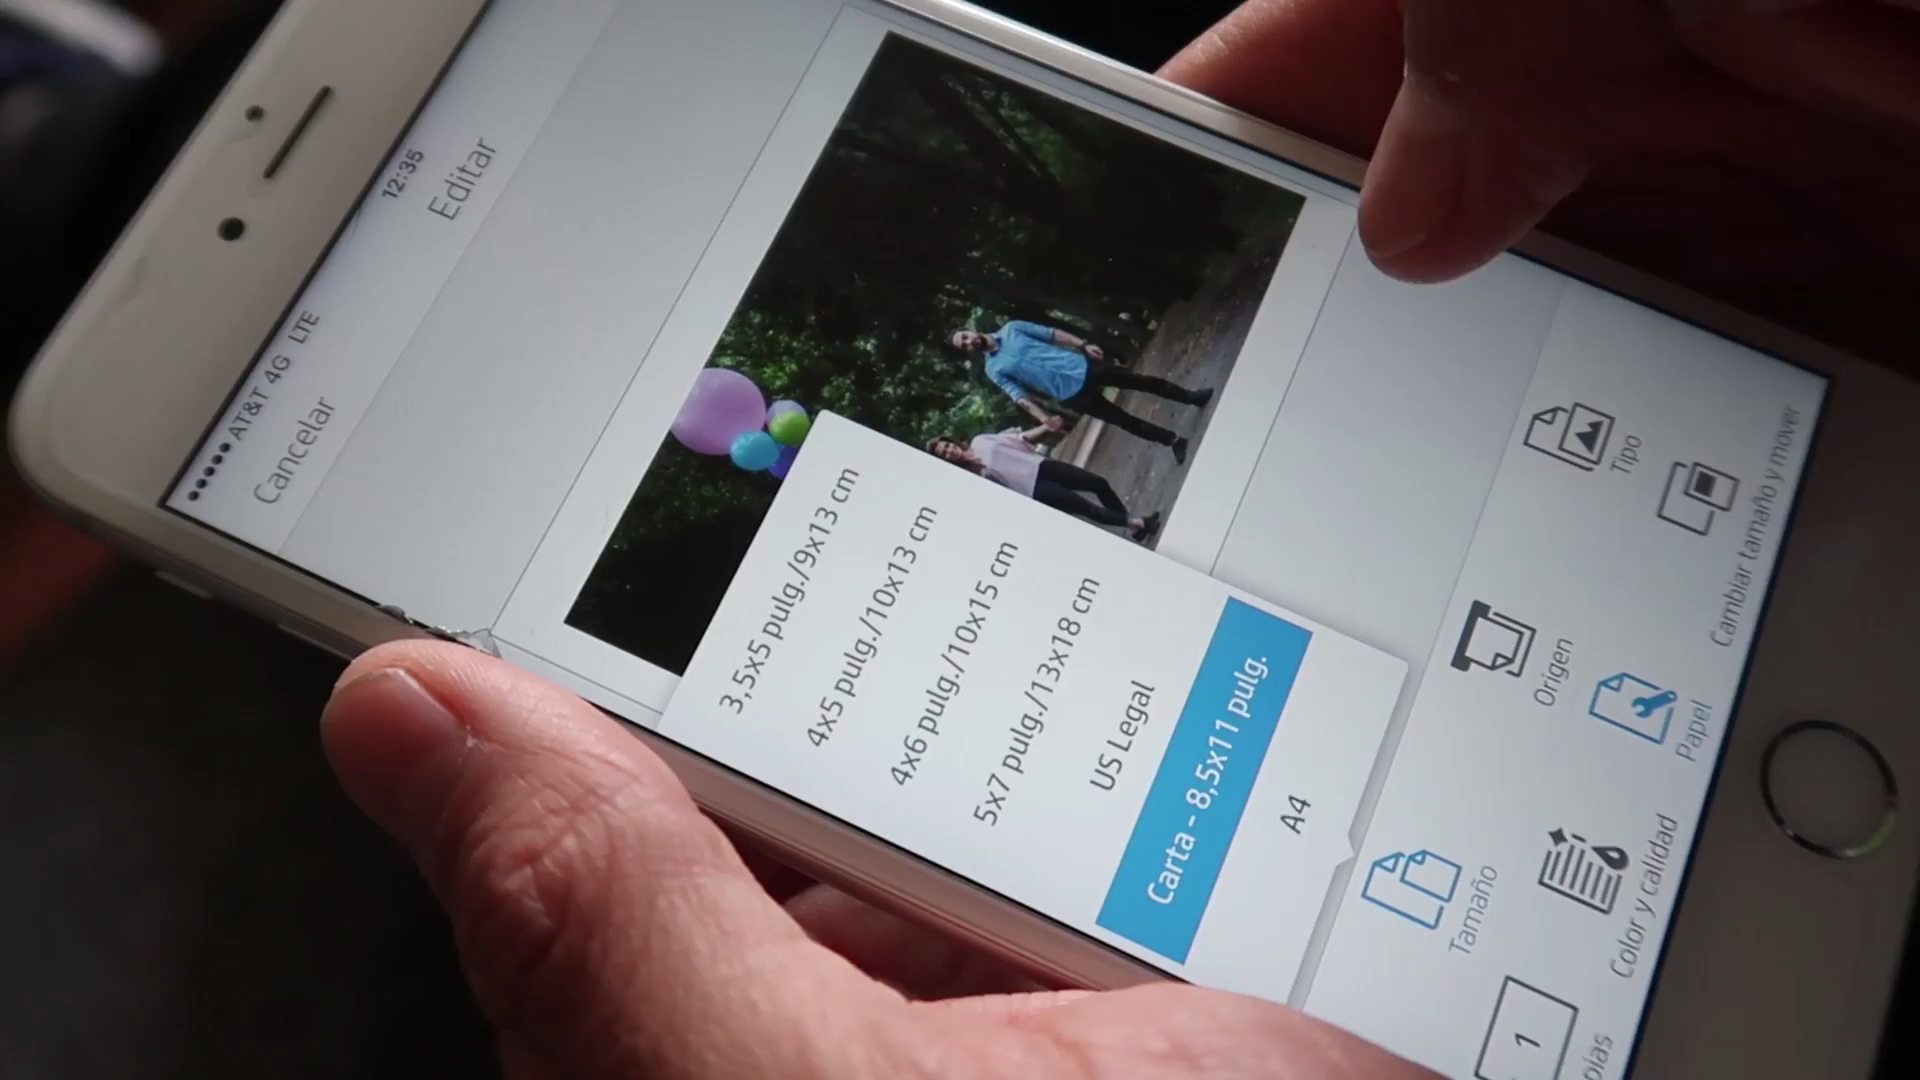 AT&T 4G LTE
12:35
Cancelar
Editar
3,5x5 pulg./9x13 cm
4x5 pulg./10x13 cm
4x6 pulg./10x15 cm
5x7 pulg./13x18 cm
US Legal
Carta - 8,5x11 pulg.
A4
Tamaño
Origen
Tipo
1
Color y calidad
Papel
Cambiar tamaño y mover